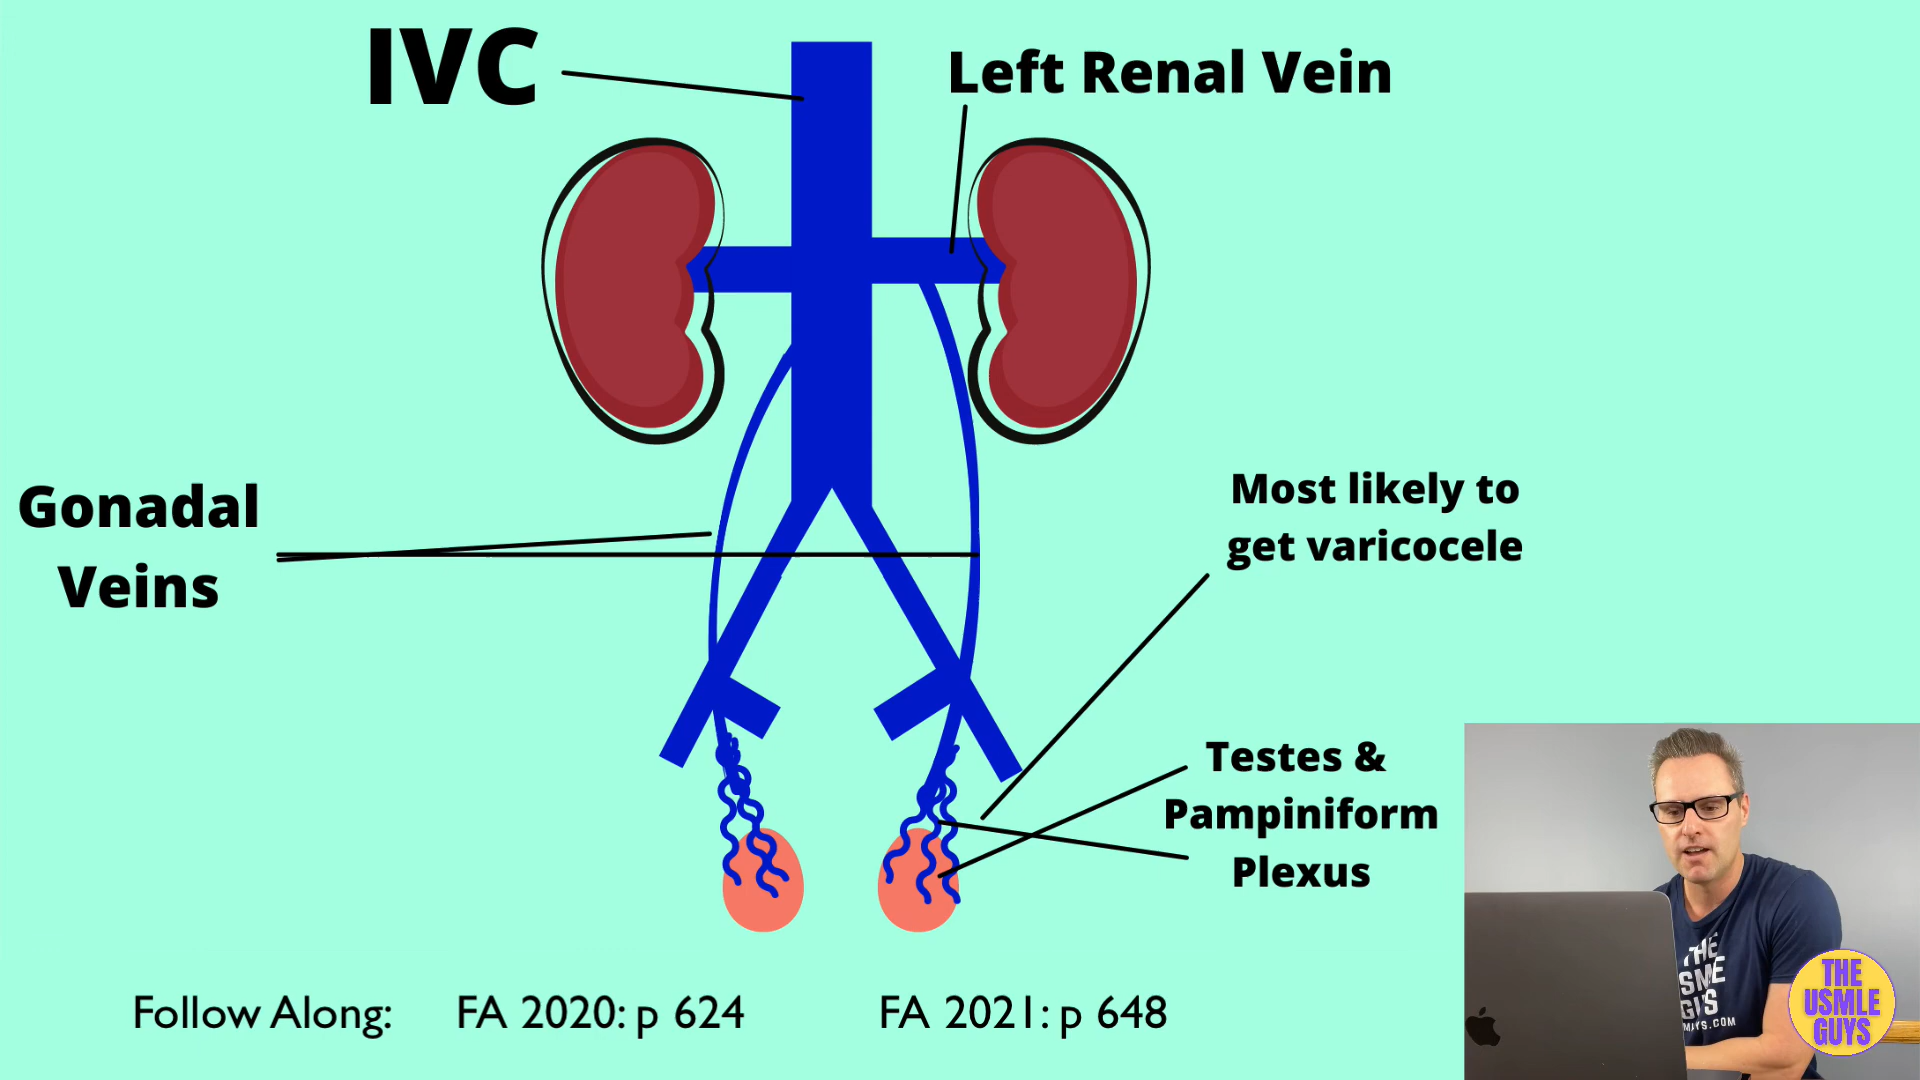 IVC
Left Renal Vein
Gonadal
Veins
Most likely to
get varicocele
Testes &
Pampiniform
Plexus
Follow Along: FA 2020: p 624 FA 2021: p 648
THE
USMLE
GUYS